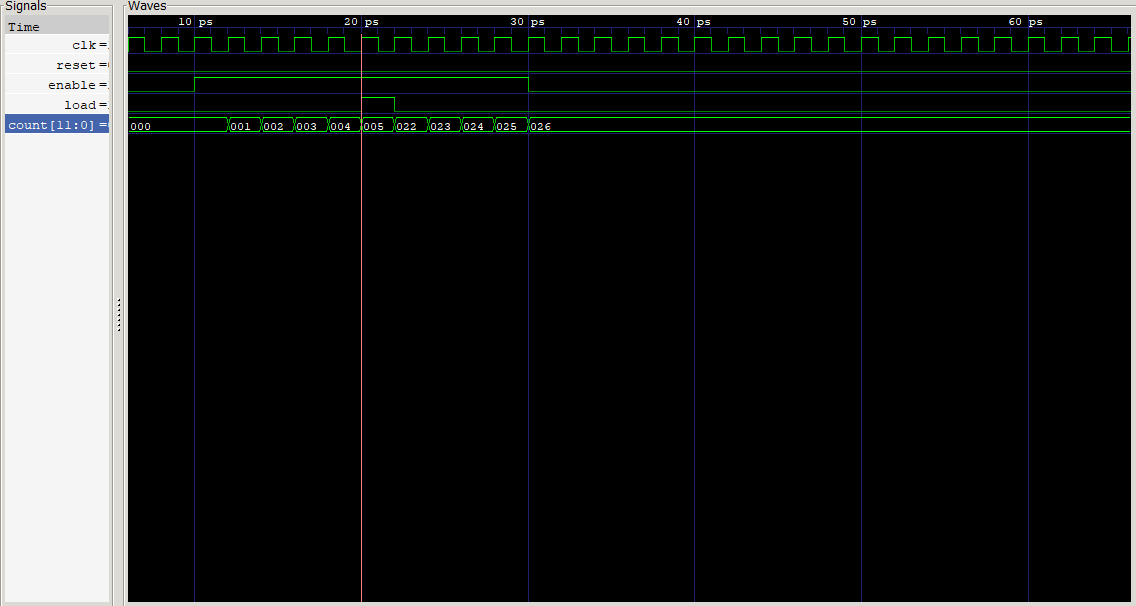 Signals
Waves
Time
10 ps 20 ps 30 ps 40 ps 50 ps 60 ps
clk =
reset =
enable =
load =
count[11:0] =
000 001 002 003 004 005 022 023 024 025 026